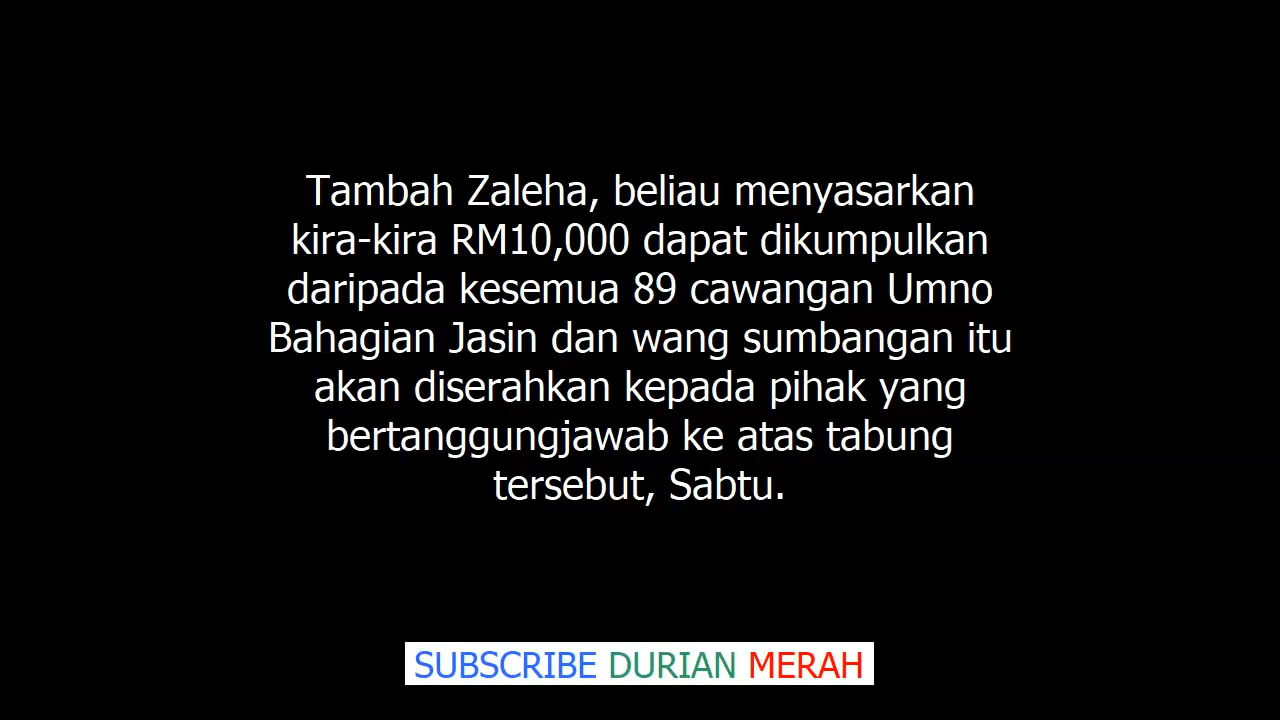 Tambah Zaleha, beliau menyasarkan
kira-kira RM10,000 dapat dikumpulkan
daripada kesemua 89 cawangan Umno
Bahagian Jasin dan wang sumbangan itu
akan diserahkan kepada pihak yang
bertanggungjawab ke atas tabung
tersebut, Sabtu.
SUBSCRIBE DURIAN MERAH